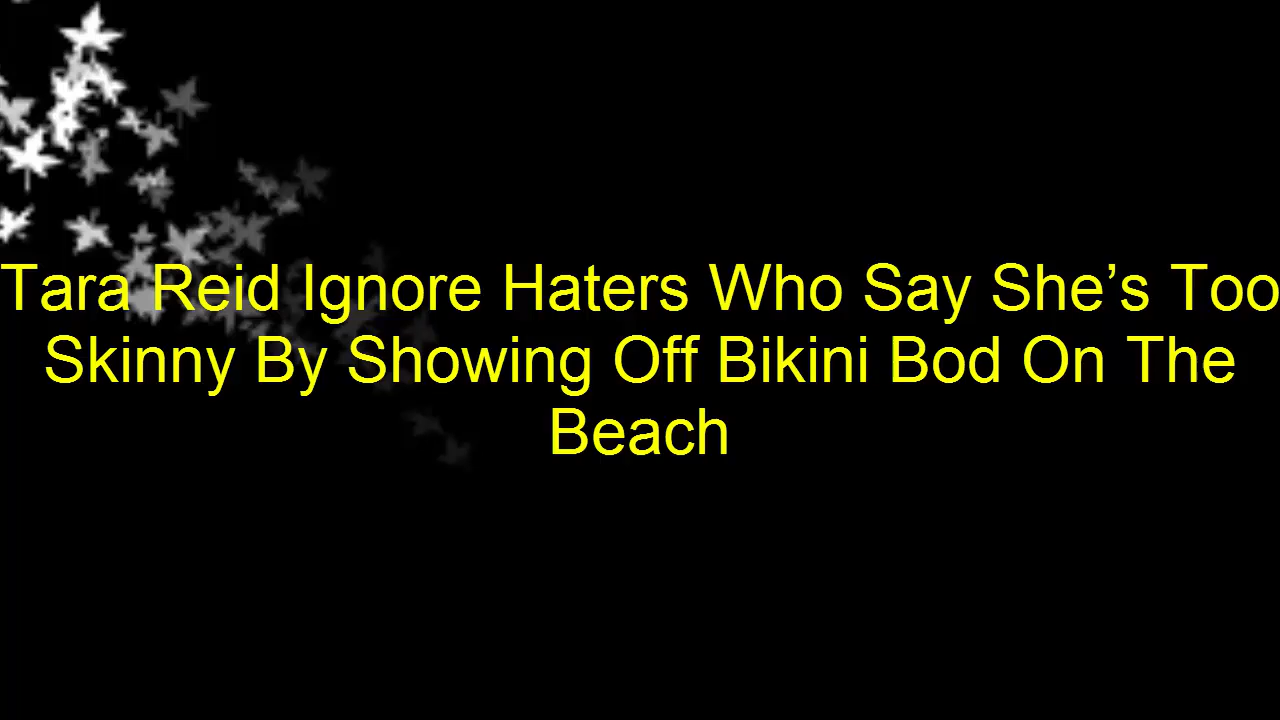 Tara Reid Ignore Haters Who Say She’s Too
Skinny By Showing Off Bikini Bod On The
Beach